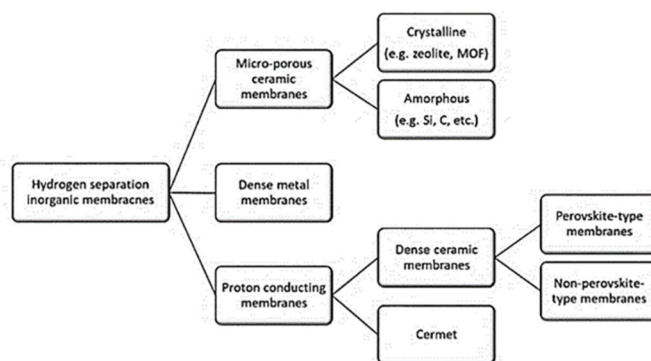 Crystalline
(e.g. zeolite, MOF)
Micro-porous
ceramic
membranes
Amorphous
(e.g. Si, C, etc.)
Hydrogen separation
inorganic membracnes
Dense metal
membranes
Perovskite-type
membranes
Dense ceramic
membranes
Proton conducting
membranes
Non-perovskite-
type membranes
Cermet